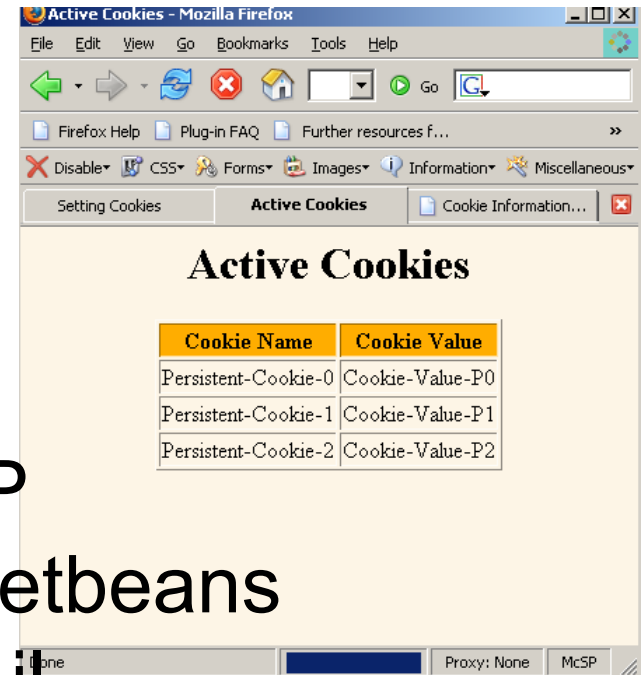 Active Cookies - Mozilla Firefox
File Edit View Go Bookmarks Tools Help
Go G
Firefox Help Plug-in FAQ Further resources f... »
Disable CSS Forms Images Information Miscellaneous
Setting Cookies Active Cookies Cookie Information...
Active Cookies
Cookie Name Cookie Value
Persistent-Cookie-0 Cookie-Value-P0
Persistent-Cookie-1 Cookie-Value-P1
Persistent-Cookie-2 Cookie-Value-P2
P
etbeans
Done Proxy: None McSP